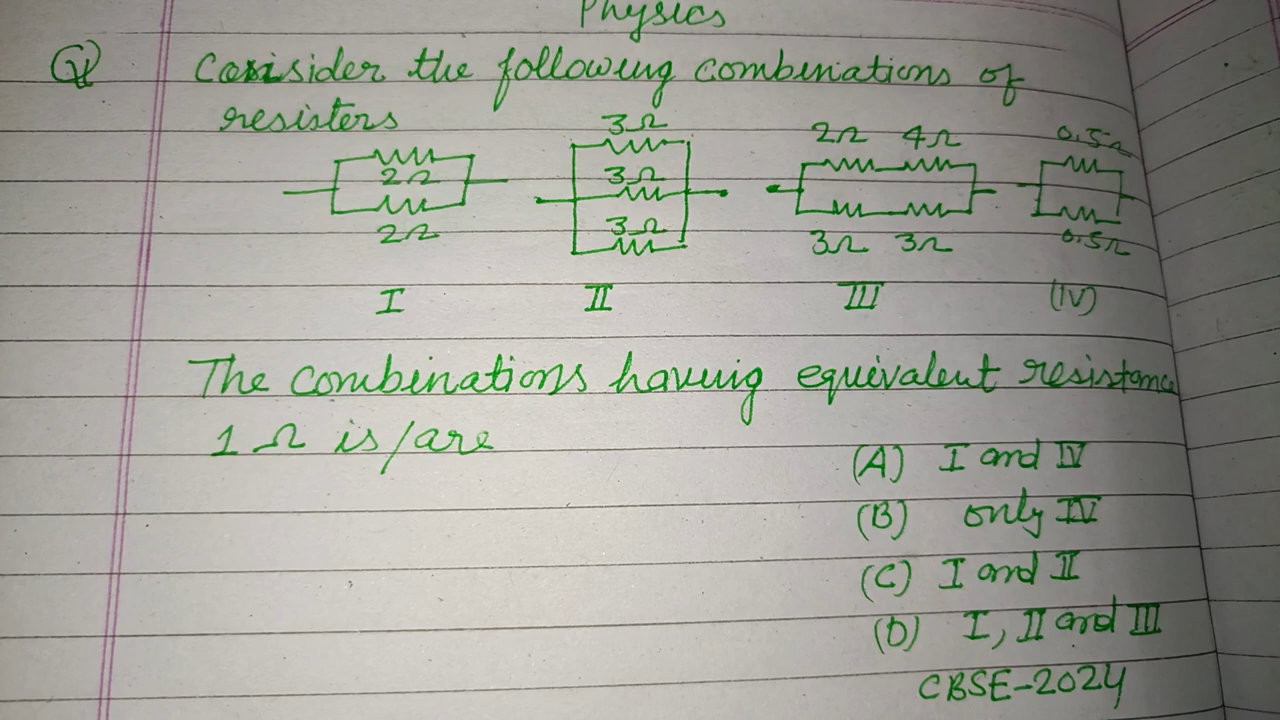 Physics
Q Consider the following combinations of
resisters
3Ω 2Ω 4Ω 0.5Ω
2Ω 3Ω
2Ω 3Ω 3Ω 3Ω 0.5Ω
I II III (IV)
The combinations having equivalent resistance
1 Ω is/are
(A) I and IV
(B) only IV
(C) I and II
(D) I, II and III
CBSE-2024